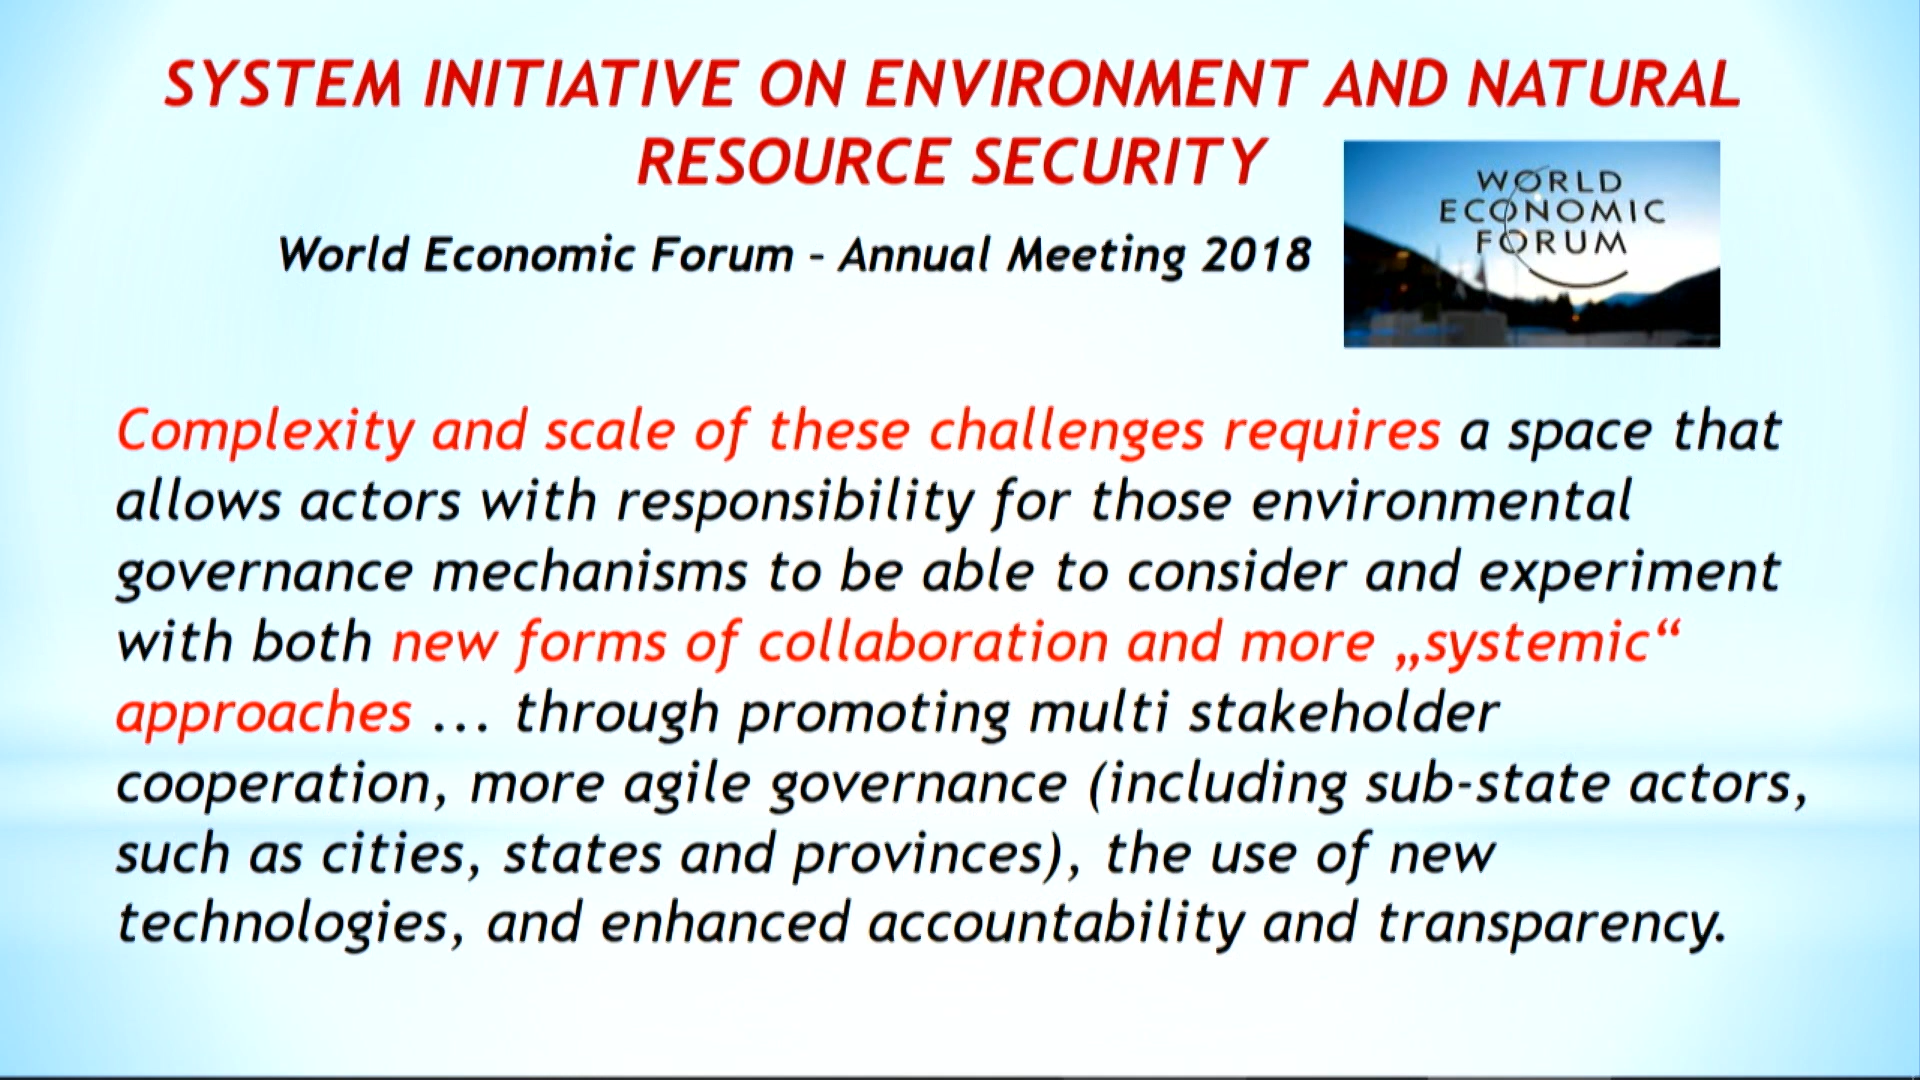 SYSTEM INITIATIVE ON ENVIRONMENT AND NATURAL
RESOURCE SECURITY
World Economic Forum – Annual Meeting 2018
WORLD
ECONOMIC
FORUM
Complexity and scale of these challenges requires a space that
allows actors with responsibility for those environmental
governance mechanisms to be able to consider and experiment
with both new forms of collaboration and more „systemic“
approaches ... through promoting multi stakeholder
cooperation, more agile governance (including sub-state actors,
such as cities, states and provinces), the use of new
technologies, and enhanced accountability and transparency.